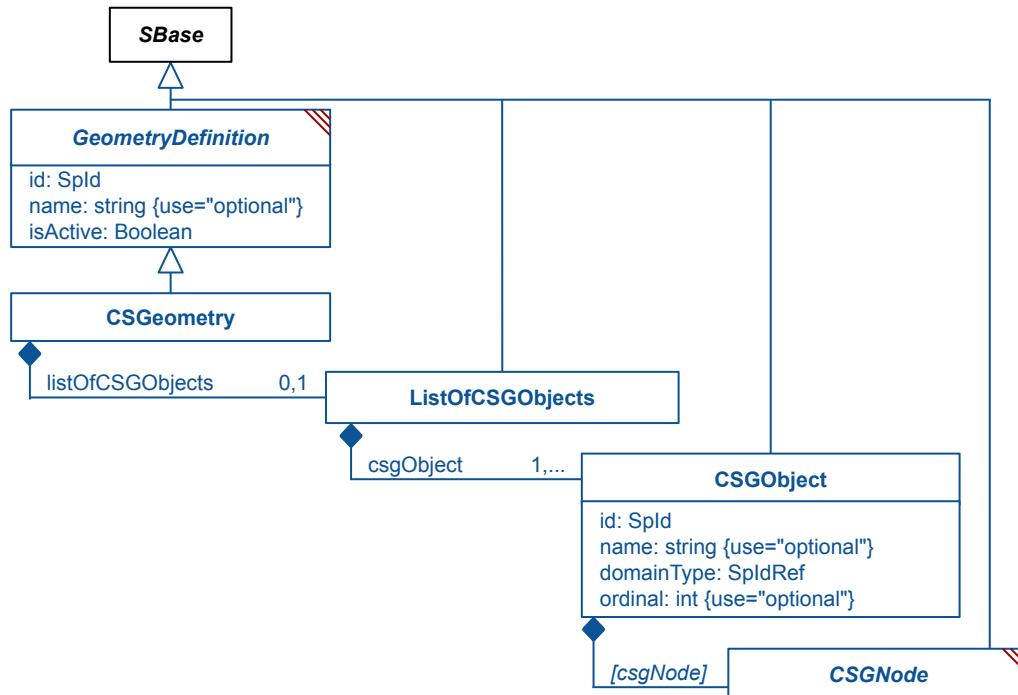 SBase
GeometryDefinition
id: SpId
name: string {use="optional"}
isActive: Boolean
CSGeometry
listOfCSGObjects 0,1
ListOfCSGObjects
csgObject 1,...
CSGObject
id: SpId
name: string {use="optional"}
domainType: SpIdRef
ordinal: int {use="optional"}
[csgNode]
CSGNode